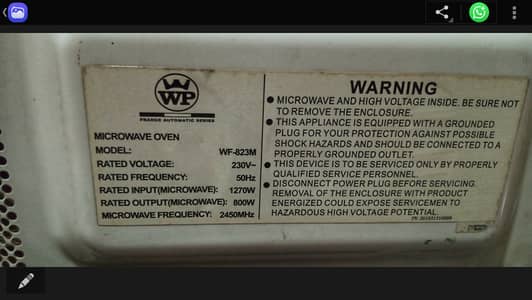 WP
PRANGE AUTOMATIC SERIES
MICROWAVE OVEN
MODEL: WF-823M
RATED VOLTAGE: 230V~
RATED FREQUENCY: 50Hz
RATED INPUT(MICROWAVE): 1270W
RATED OUTPUT(MICROWAVE): 800W
MICROWAVE FREQUENCY: 2450MHz
WARNING
● MICROWAVE AND HIGH VOLTAGE INSIDE. BE SURE NOT
TO REMOVE THE ENCLOSURE.
● THIS APPLIANCE IS EQUIPPED WITH A GROUNDED
PLUG FOR YOUR PROTECTION AGAINST POSSIBLE
SHOCK HAZARDS AND SHOULD BE CONNECTED TO A
PROPERLY GROUNDED OUTLET.
● THIS DEVICE IS TO BE SERVICED ONLY BY PROPERLY
QUALIFIED SERVICE PERSONNEL.
● DISCONNECT POWER PLUG BEFORE SERVICING.
REMOVAL OF THE ENCLOSURE WITH PRODUCT
ENERGIZED COULD EXPOSE SERVICEMEN TO
HAZARDOUS HIGH VOLTAGE POTENTIAL.